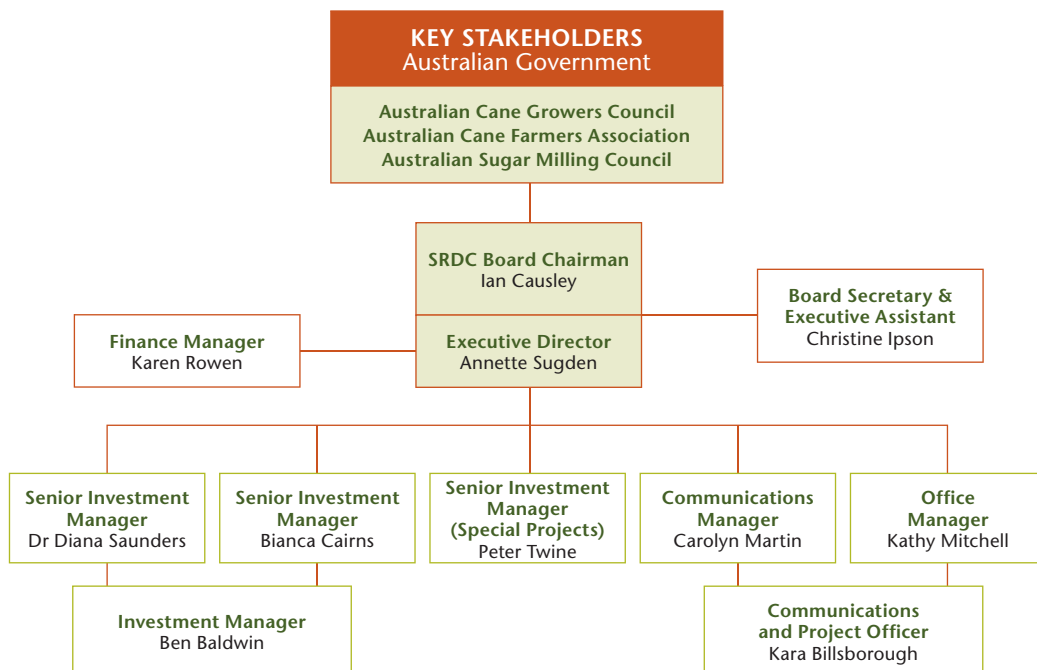 KEY STAKEHOLDERS
Australian Government
Australian Cane Growers Council
Australian Cane Farmers Association
Australian Sugar Milling Council
SRDC Board Chairman
Ian Causley
Board Secretary &
Executive Assistant
Christine Ipson
Finance Manager
Karen Rowen
Executive Director
Annette Sugden
Senior Investment
Manager
Dr Diana Saunders
Senior Investment
Manager
Bianca Cairns
Senior Investment
Manager
(Special Projects)
Peter Twine
Communications
Manager
Carolyn Martin
Office
Manager
Kathy Mitchell
Investment Manager
Ben Baldwin
Communications
and Project Officer
Kara Billsborough